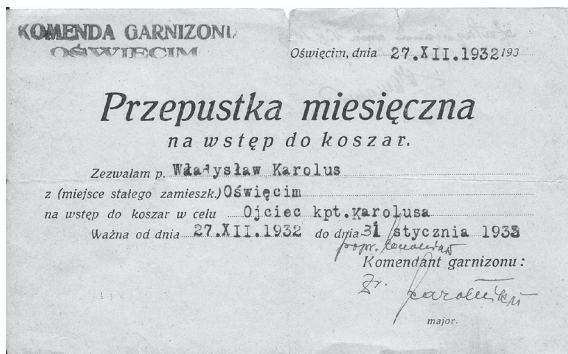 KOMENDA GARNIZONU
OŚWIĘCIM
Oświęcim, dnia 27.XII.1932 193
Przepustka miesięczna
na wstęp do koszar.
Zezwalam p. Władysław Karolus
z (miejsce stałego zamieszk.) Oświęcim
na wstęp do koszar w celu Ojciec kpt.Karolusa
Ważna od dnia 27.XII.1932 do dnia 31 stycznia 1933
Komendant garnizonu:
major.